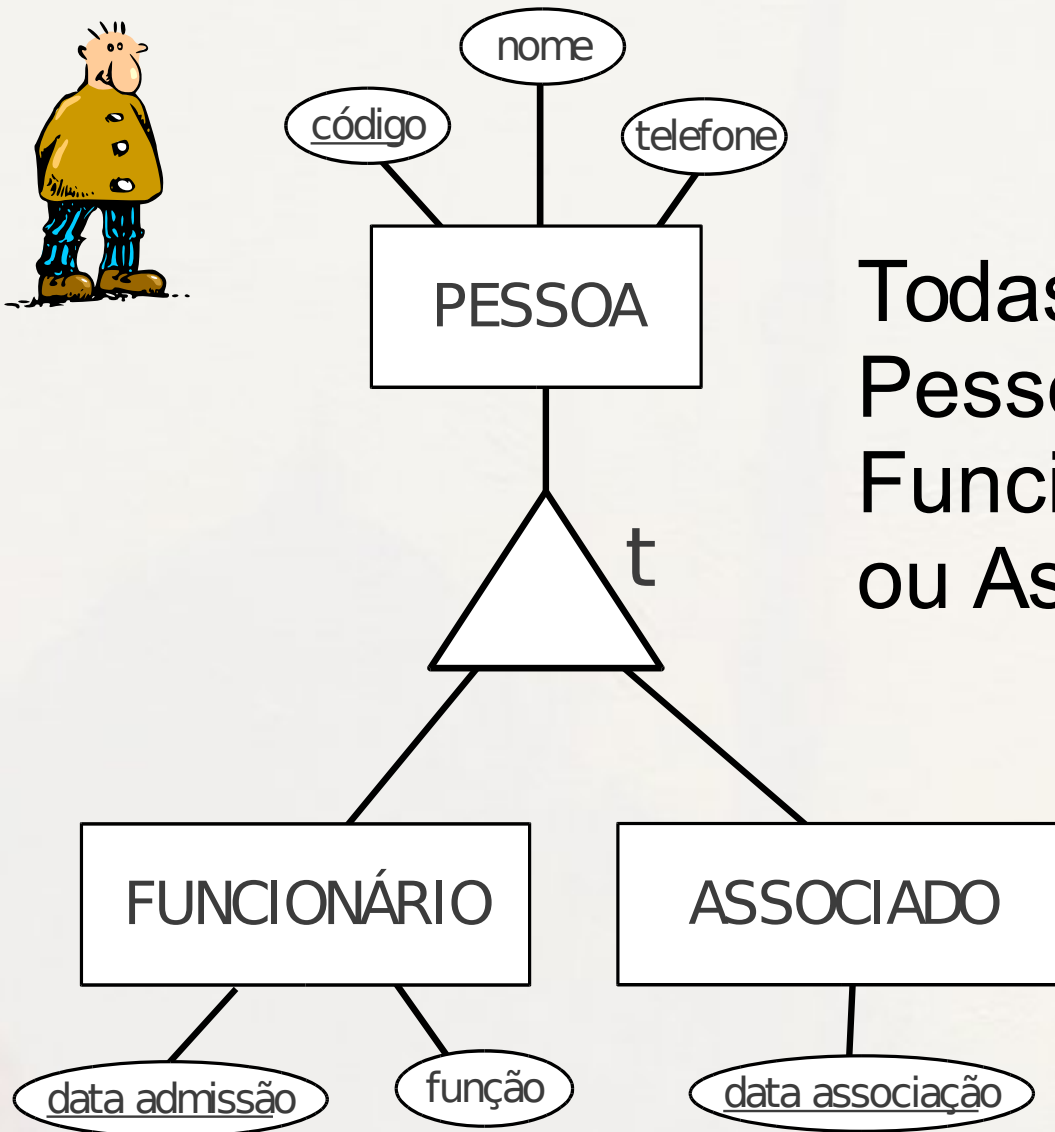 nome
código
telefone
PESSOA
Todas
Pesso
Funci
ou As
t
FUNCIONÁRIO
ASSOCIADO
data admissão
função
data associação